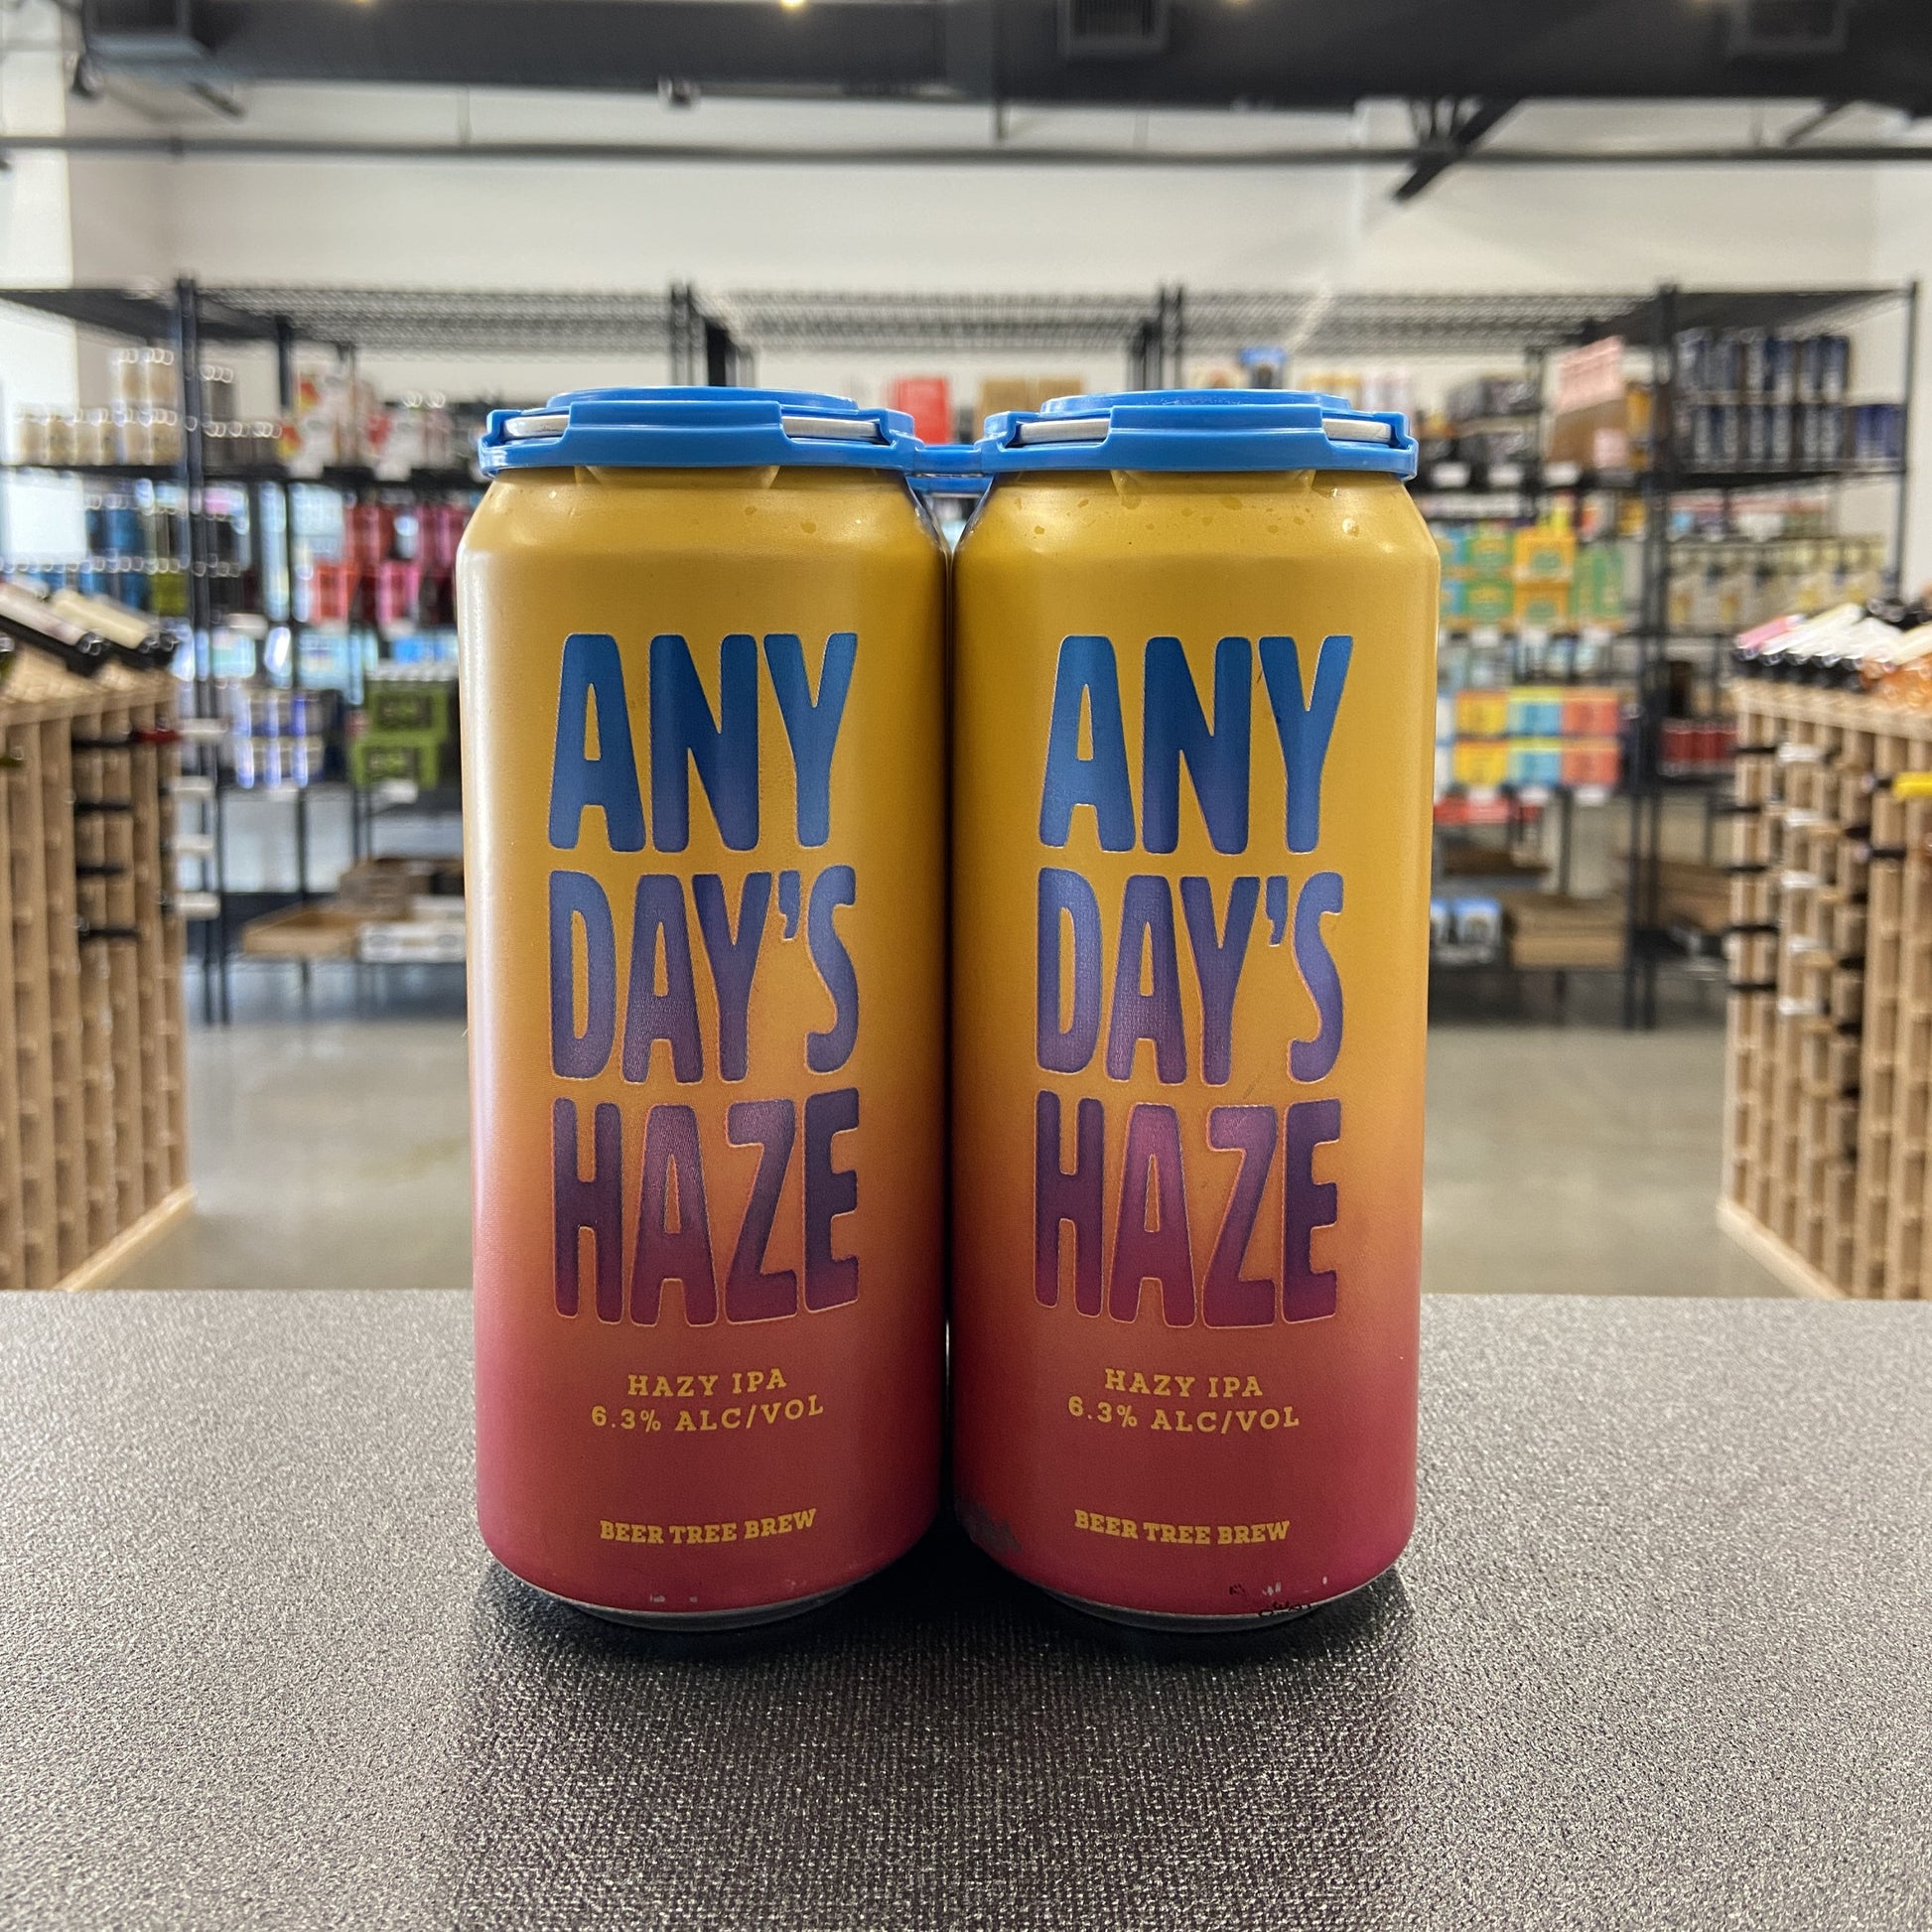 ANY
DAY'S
HAZE
HAZY IPA
6.3% ALC/VOL
BEER TREE BREW
ANY
DAY'S
HAZE
HAZY IPA
6.3% ALC/VOL
BEER TREE BREW